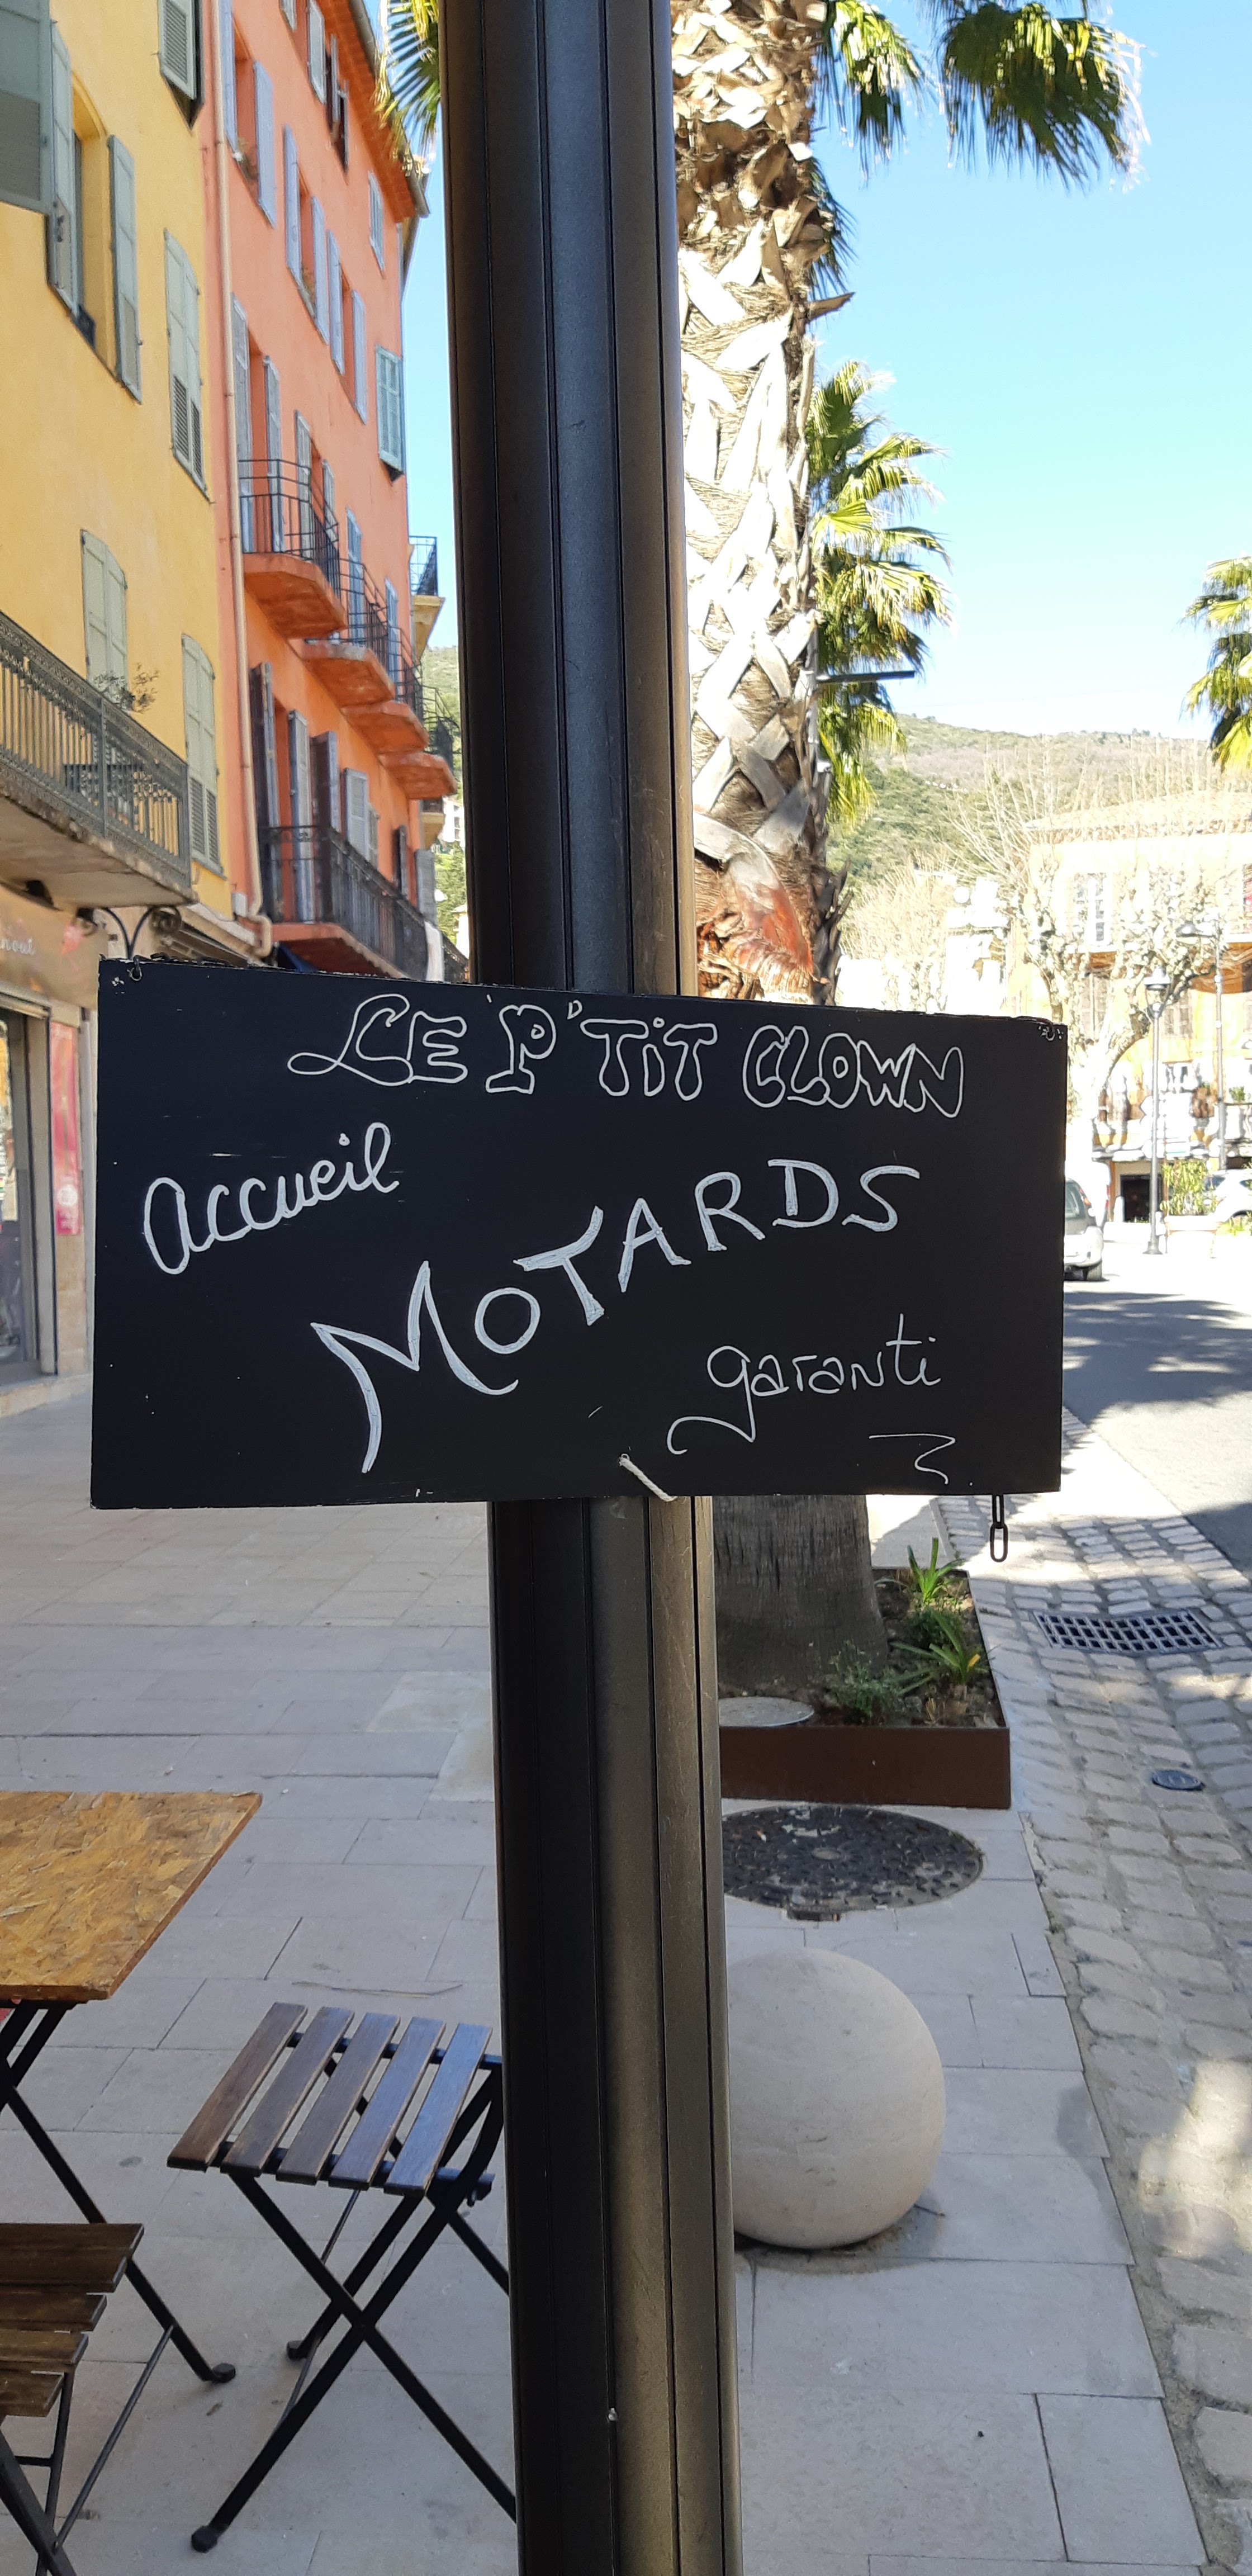 LE P'TIT CLOWN
Accueil
MOTARDS
garanti